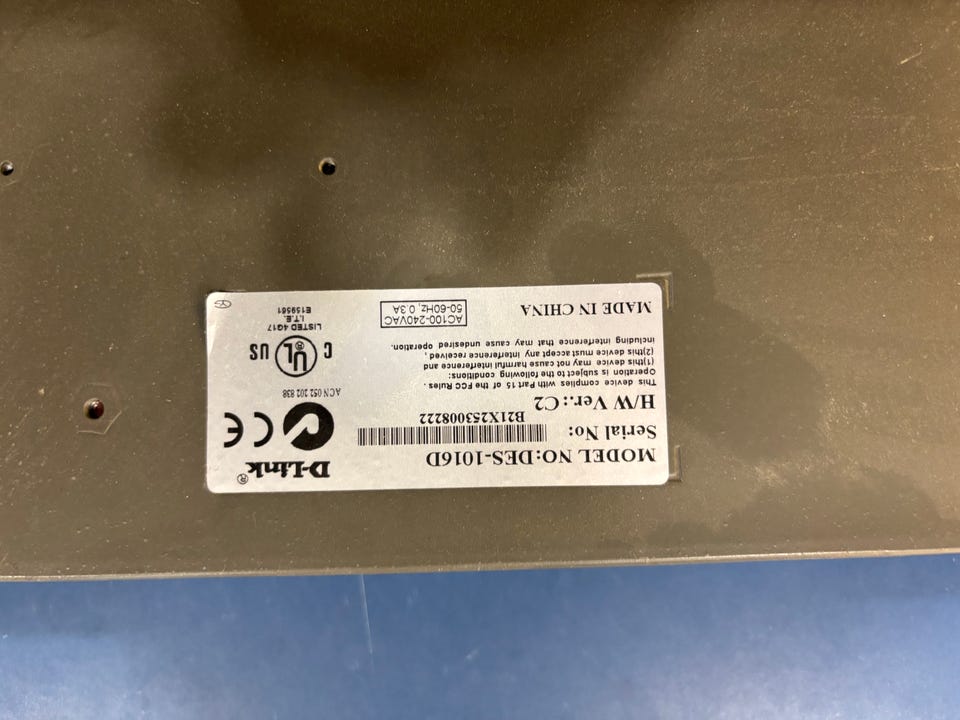 MODEL NO:DES-1016D
Serial No:
B21X253008222
H/W Ver.:C2
This device complies with Part 15 of the FCC Rules.
Operation is subject to the following conditions:
(1)this device may not cause harmful interference and
(2)this device must accept any interference received,
including interference that may cause undesired operation.
MADE IN CHINA
AC100-240VAC
50-60Hz, 0.3A
D-Link®
CE
ACN 052 202 838
C UL® US
LISTED 4G17
I.T.E.
E159561